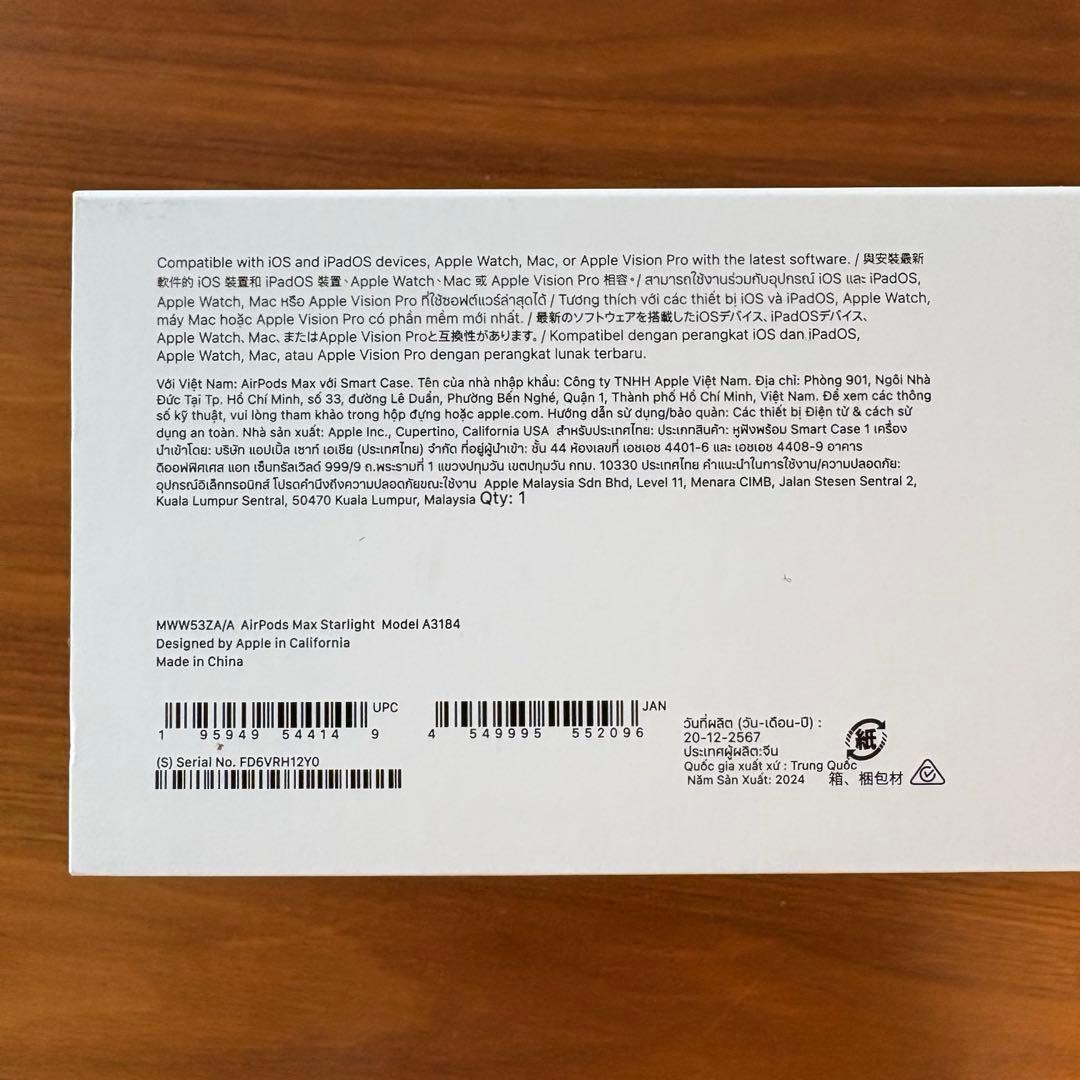 Compatible with iOS and iPadOS devices, Apple Watch, Mac, or Apple Vision Pro with the latest software. / 與安裝最新
軟件的 iOS 裝置和 iPadOS 裝置、Apple Watch、Mac 或 Apple Vision Pro 相容。/ สามารถใช้งานร่วมกับอุปกรณ์ iOS และ iPadOS,
Apple Watch, Mac หรือ Apple Vision Pro ที่ใช้ซอฟต์แวร์ล่าสุดได้ / Tương thích với các thiết bị iOS và iPadOS, Apple Watch,
máy Mac hoặc Apple Vision Pro có phần mềm mới nhất. / 最新のソフトウェアを搭載したiOSデバイス、iPadOSデバイス、
Apple Watch、Mac、またはApple Vision Proと互換性があります。/ Kompatibel dengan perangkat iOS dan iPadOS,
Apple Watch, Mac, atau Apple Vision Pro dengan perangkat lunak terbaru.
Với Việt Nam: AirPods Max với Smart Case. Tên của nhà nhập khẩu: Công ty TNHH Apple Việt Nam. Địa chỉ: Phòng 901, Ngôi Nhà
Đức Tại Tp. Hồ Chí Minh, số 33, đường Lê Duẩn, Phường Bến Nghé, Quận 1, Thành phố Hồ Chí Minh, Việt Nam. Để xem các thông
số kỹ thuật, vui lòng tham khảo trong hộp đựng hoặc apple.com. Hướng dẫn sử dụng/bảo quản: Các thiết bị Điện tử & cách sử
dụng an toàn. Nhà sản xuất: Apple Inc., Cupertino, California USA สำหรับประเทศไทย: ประเภทสินค้า: หูฟังพร้อม Smart Case 1 เครื่อง
นำเข้าโดย: บริษัท แอปเปิ้ล เซาท์ เอเชีย (ประเทศไทย) จำกัด ที่อยู่ผู้นำเข้า: ชั้น 44 ห้องเลขที่ เอชเอช 4401-6 และ เอชเอช 4408-9 อาคาร
ดิออฟฟิศเศส แอท เซ็นทรัลเวิลด์ 999/9 ถ.พระรามที่ 1 แขวงปทุมวัน เขตปทุมวัน กทม. 10330 ประเทศไทย คำแนะนำในการใช้งาน/ความปลอดภัย:
อุปกรณ์อิเล็กทรอนิกส์ โปรดคำนึงถึงความปลอดภัยขณะใช้งาน Apple Malaysia Sdn Bhd, Level 11, Menara CIMB, Jalan Stesen Sentral 2,
Kuala Lumpur Sentral, 50470 Kuala Lumpur, Malaysia Qty: 1
MWW53ZA/A AirPods Max Starlight Model A3184
Designed by Apple in California
Made in China
UPC
1 95949 54414 9
JAN
4 549995 552096
(S) Serial No. FD6VRH12Y0
วันที่ผลิต (วัน-เดือน-ปี) :
20-12-2567
ประเทศผู้ผลิต:จีน
Quốc gia xuất xứ : Trung Quốc
Năm Sản Xuất: 2024
紙
箱、梱包材